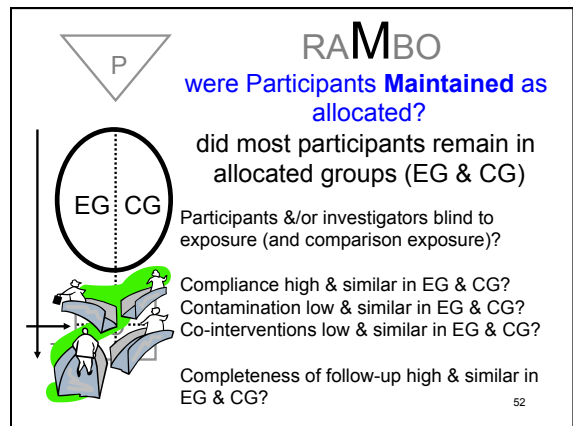 RAMBO
P
were Participants Maintained as
allocated?
did most participants remain in
allocated groups (EG & CG)
EG CG
Participants &/or investigators blind to
exposure (and comparison exposure)?
Compliance high & similar in EG & CG?
Contamination low & similar in EG & CG?
Co-interventions low & similar in EG & CG?
Completeness of follow-up high & similar in
EG & CG?
52